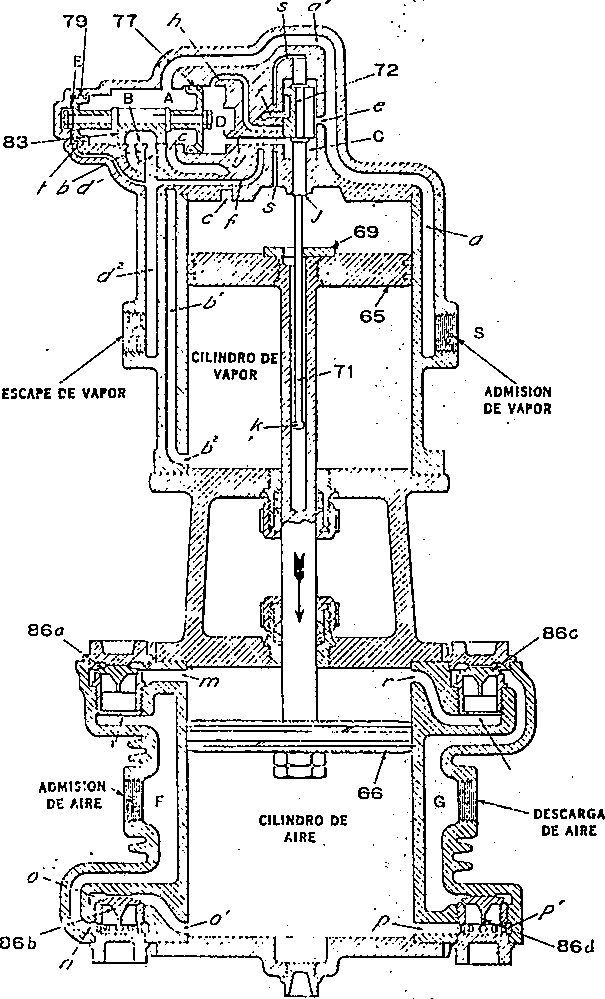 79
77
h
s
a'
E
72
B
A
D
e
83
C
t
b
d'
c
f
s
J
a
69
d²
b'
65
S
CILINDRO DE
VAPOR
71
ESCAPE DE VAPOR
ADMISION
DE VAPOR
k
b²
86a
86c
m
r
66
ADMISION
DE AIRE
F
G
CILINDRO DE
AIRE
DESCARGA
DE AIRE
o
o'
p
p'
86b
n
86d